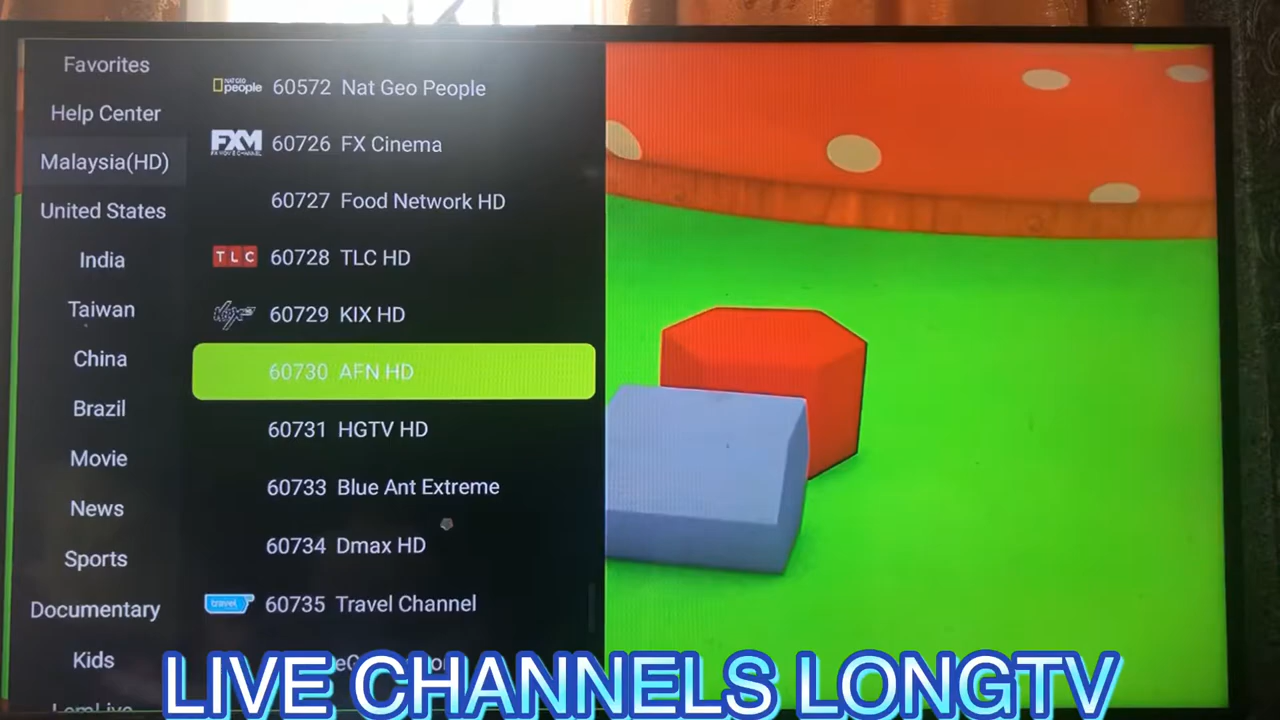 Favorites
Help Center
Malaysia(HD)
United States
India
Taiwan
China
Brazil
Movie
News
Sports
Documentary
Kids
NAT GEO people 60572 Nat Geo People
FXM 60726 FX Cinema
60727 Food Network HD
TLC 60728 TLC HD
60729 KIX HD
60730 AFN HD
60731 HGTV HD
60733 Blue Ant Extreme
60734 Dmax HD
travel 60735 Travel Channel
LIVE CHANNELS LONGTV